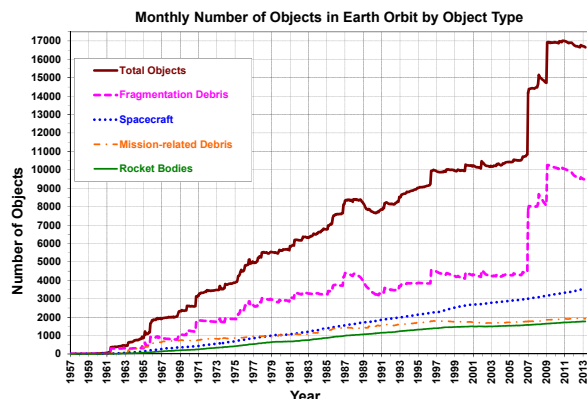 Monthly Number of Objects in Earth Orbit by Object Type
Number of Objects
17000
16000
15000
14000
13000
12000
11000
10000
9000
8000
7000
6000
5000
4000
3000
2000
1000
0
Total Objects
Fragmentation Debris
Spacecraft
Mission-related Debris
Rocket Bodies
1957 1959 1961 1963 1965 1967 1969 1971 1973 1975 1977 1979 1981 1983 1985 1987 1989 1991 1993 1995 1997 1999 2001 2003 2005 2007 2009 2011 2013
Year